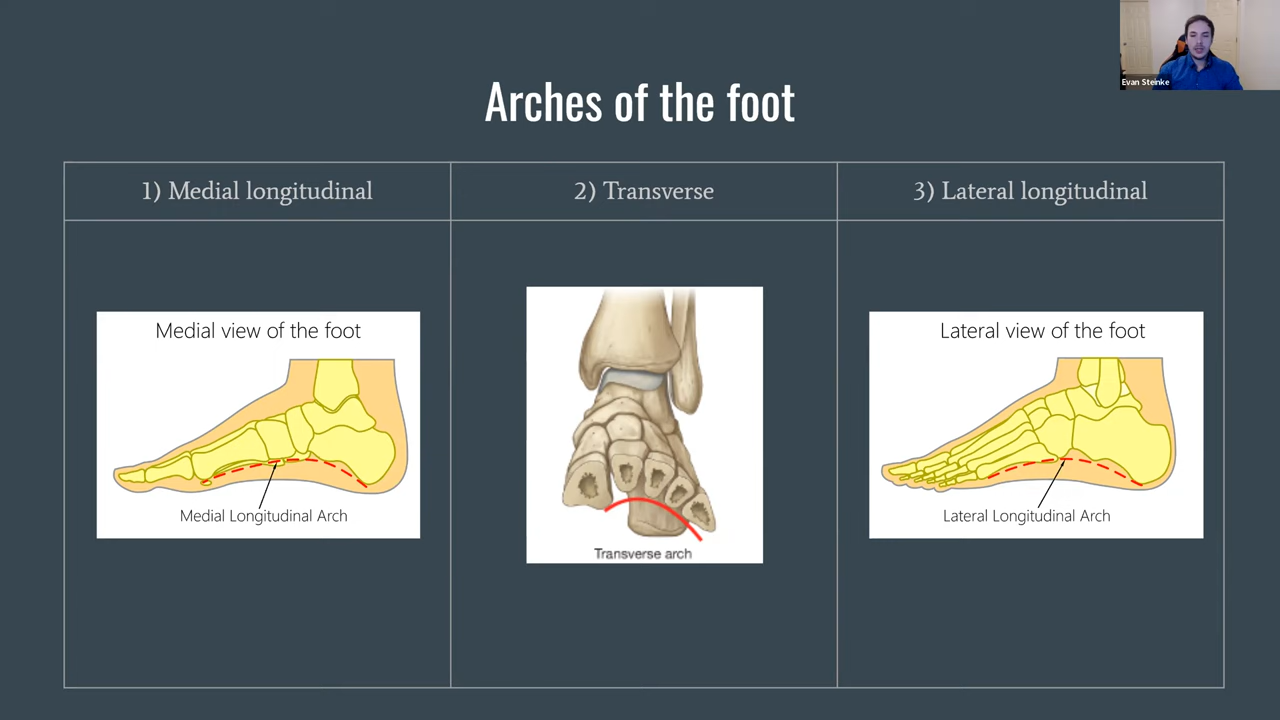 Evan Steinke
Arches of the foot
1) Medial longitudinal
2) Transverse
3) Lateral longitudinal
Medial view of the foot
Medial Longitudinal Arch
Transverse arch
Lateral view of the foot
Lateral Longitudinal Arch